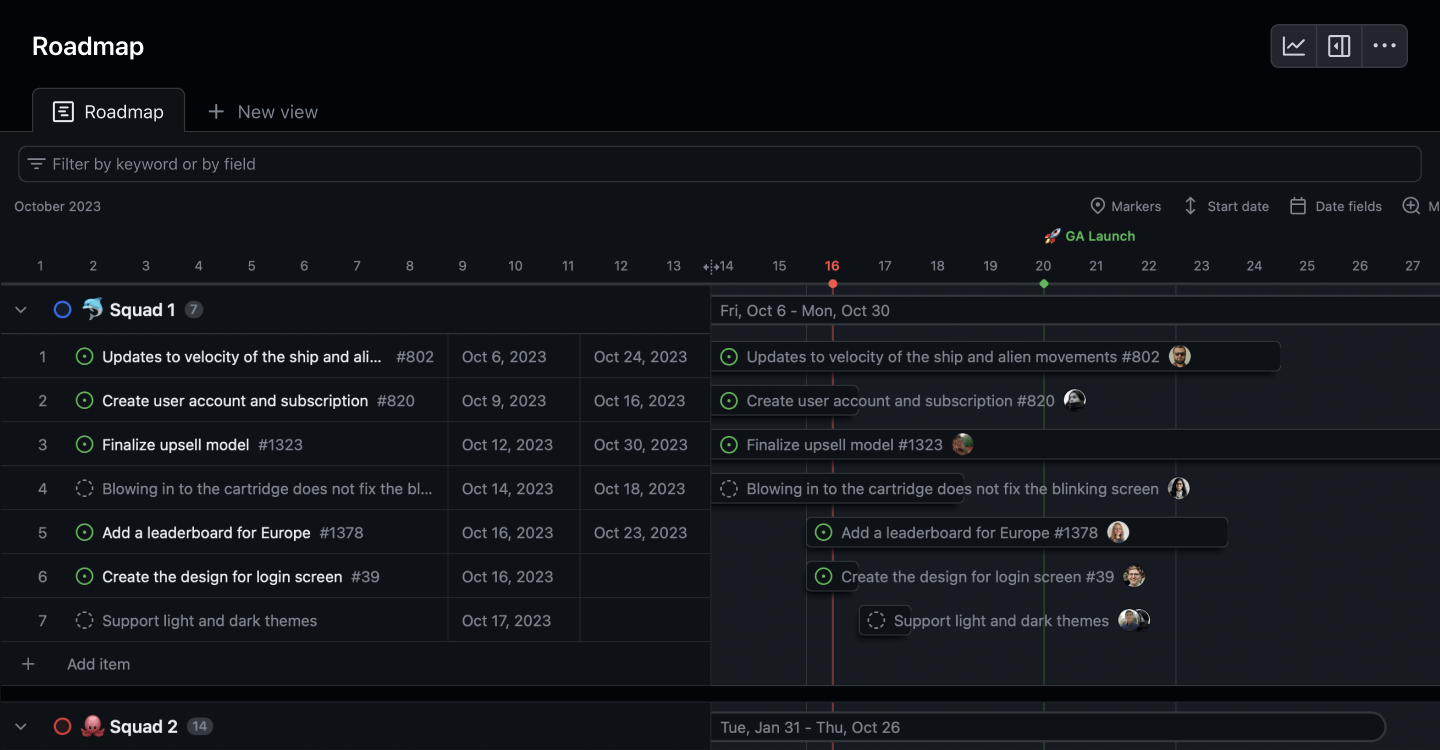 Roadmap
Roadmap + New view
Filter by keyword or by field
October 2023 Markers Start date Date fields M
🚀 GA Launch
1 2 3 4 5 6 7 8 9 10 11 12 13 14 15 16 17 18 19 20 21 22 23 24 25 26 27
🐬 Squad 1 7 Fri, Oct 6 - Mon, Oct 30
1 Updates to velocity of the ship and ali... #802 Oct 6, 2023 Oct 24, 2023 Updates to velocity of the ship and alien movements #802
2 Create user account and subscription #820 Oct 9, 2023 Oct 16, 2023 Create user account and subscription #820
3 Finalize upsell model #1323 Oct 12, 2023 Oct 30, 2023 Finalize upsell model #1323
4 Blowing in to the cartridge does not fix the bl... Oct 14, 2023 Oct 18, 2023 Blowing in to the cartridge does not fix the blinking screen
5 Add a leaderboard for Europe #1378 Oct 16, 2023 Oct 23, 2023 Add a leaderboard for Europe #1378
6 Create the design for login screen #39 Oct 16, 2023 Create the design for login screen #39
7 Support light and dark themes Oct 17, 2023 Support light and dark themes
+ Add item
🐙 Squad 2 14 Tue, Jan 31 - Thu, Oct 26